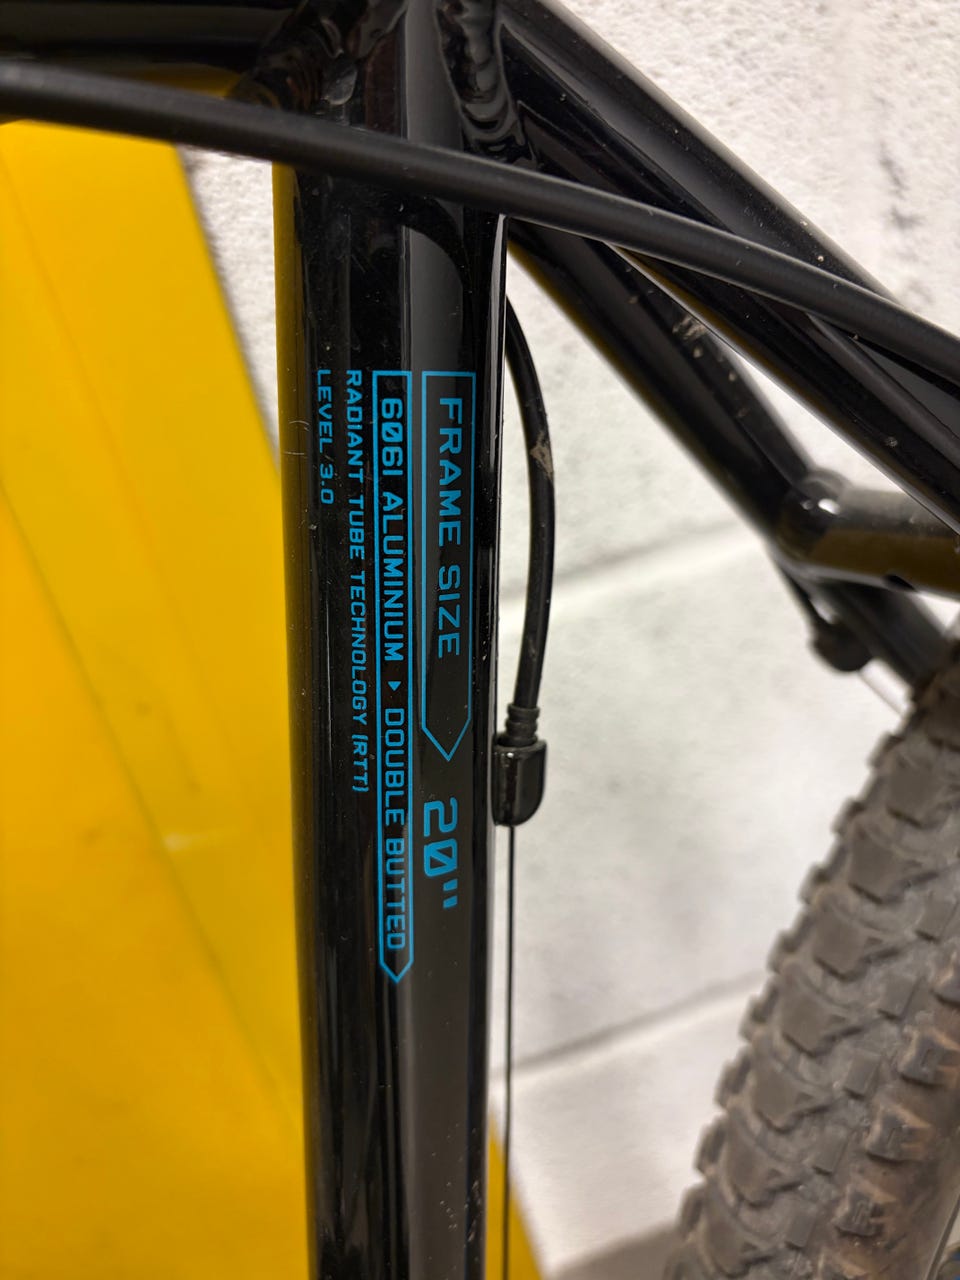 FRAME SIZE 20"
6061 ALUMINIUM ▸ DOUBLE BUTTED
RADIANT TUBE TECHNOLOGY (RTT)
LEVEL 3.0